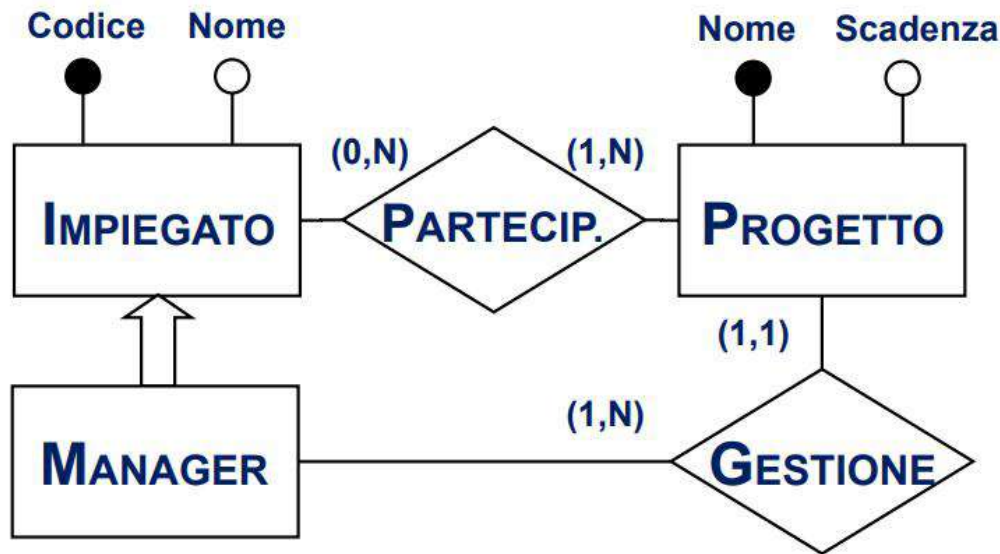 Codice Nome
Nome Scadenza
(0,N) (1,N)
IMPIEGATO PARTECIP. PROGETTO
(1,1)
(1,N)
MANAGER GESTIONE